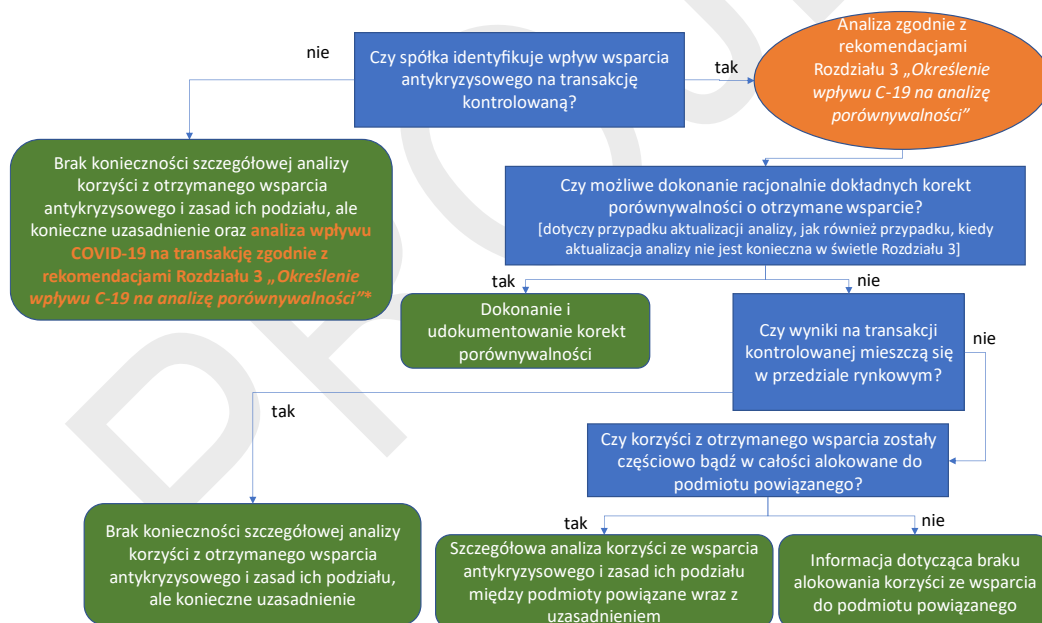 nie
Czy spółka identyfikuje wpływ wsparcia
antykryzysowego na transakcję
kontrolowaną?
tak
Analiza zgodnie z
rekomendacjami
Rozdziału 3 „Określenie
wpływu C-19 na analizę
porównywalności”
Brak konieczności szczegółowej analizy
korzyści z otrzymanego wsparcia
antykryzysowego i zasad ich podziału, ale
konieczne uzasadnienie oraz analiza wpływu
COVID-19 na transakcję zgodnie z
rekomendacjami Rozdziału 3 „Określenie
wpływu C-19 na analizę porównywalności”*
Czy możliwe dokonanie racjonalnie dokładnych korekt
porównywalności o otrzymane wsparcie?
[dotyczy przypadku aktualizacji analizy, jak również przypadku, kiedy
aktualizacja analizy nie jest konieczna w świetle Rozdziału 3]
tak
nie
Dokonanie i
udokumentowanie korekt
porównywalności
Czy wyniki na transakcji
kontrolowanej mieszczą się
w przedziale rynkowym?
nie
tak
Czy korzyści z otrzymanego wsparcia zostały
częściowo bądź w całości alokowane do
podmiotu powiązanego?
tak
nie
Brak konieczności szczegółowej analizy
korzyści z otrzymanego wsparcia
antykryzysowego i zasad ich podziału,
ale konieczne uzasadnienie
Szczegółowa analiza korzyści ze wsparcia
antykryzysowego i zasad ich podziału
między podmioty powiązane wraz z
uzasadnieniem
Informacja dotycząca braku
alokowania korzyści ze wsparcia
do podmiotu powiązanego